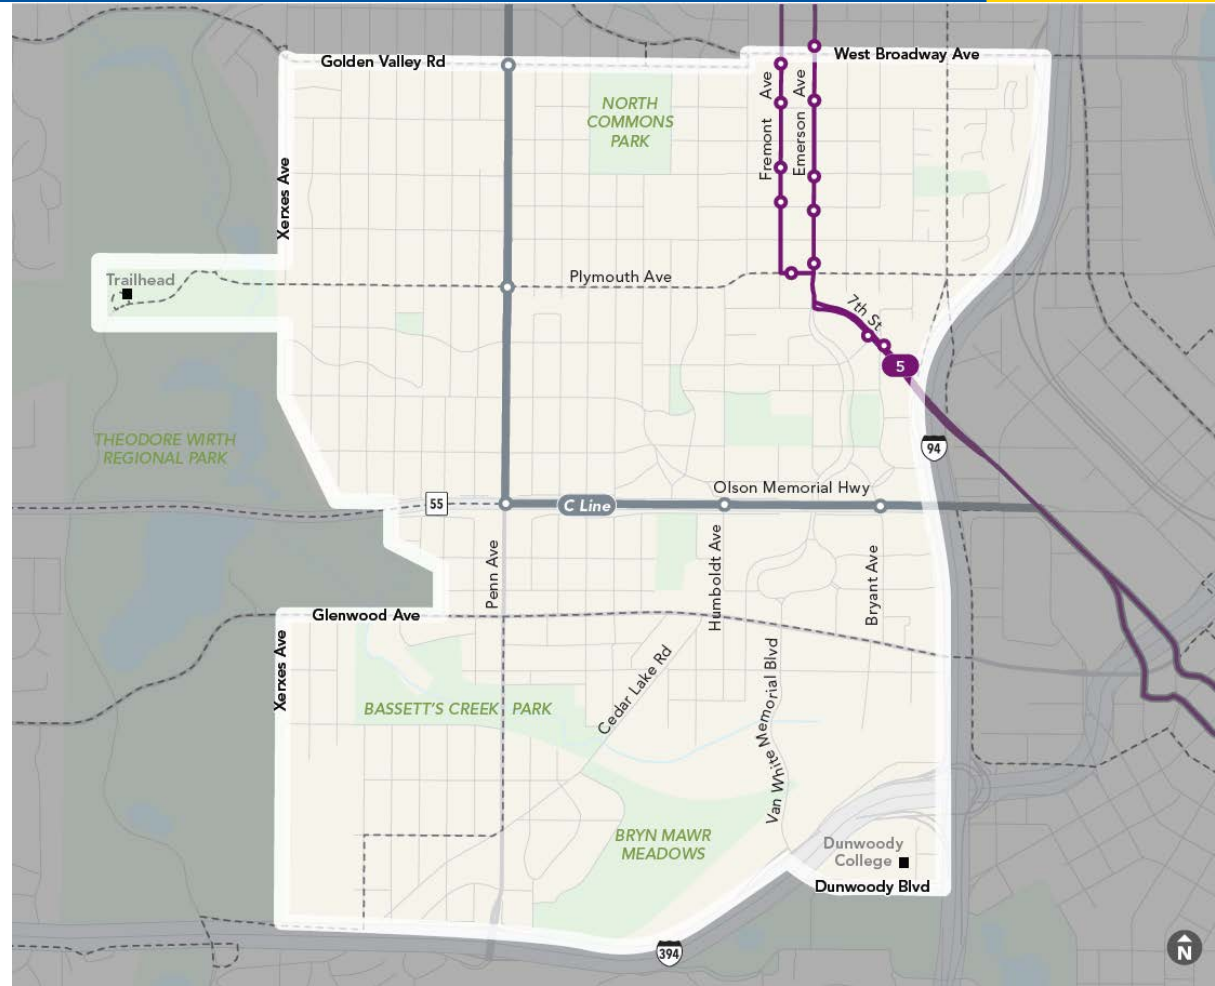 Golden Valley Rd
West Broadway Ave
NORTH
COMMONS
PARK
Fremont Ave
Emerson Ave
Xerxes Ave
Trailhead
Plymouth Ave
7th St
5
THEODORE WIRTH
REGIONAL PARK
94
55
C Line
Olson Memorial Hwy
Penn Ave
Humboldt Ave
Bryant Ave
Glenwood Ave
Xerxes Ave
Cedar Lake Rd
Van White Memorial Blvd
BASSETT'S CREEK PARK
BRYN MAWR
MEADOWS
Dunwoody
College
Dunwoody Blvd
394
N